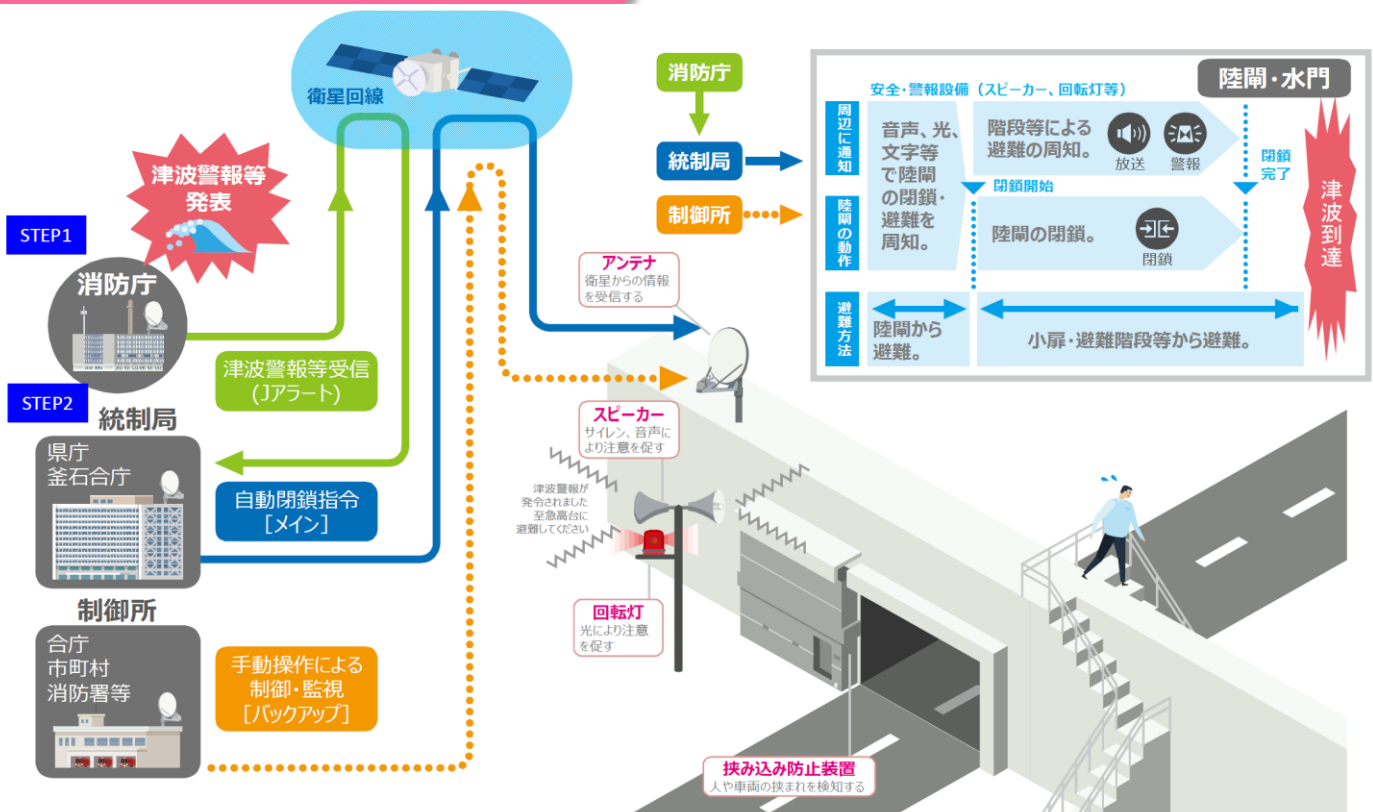 衛星回線
津波警報等
発表
STEP1
消防庁
津波警報等受信
(Jアラート)
STEP2
統制局
県庁
釜石合庁
自動閉鎖指令
[メイン]
制御所
合庁
市町村
消防署等
手動操作による
制御・監視
[バックアップ]
消防庁
統制局
制御所
陸閘・水門
安全・警報設備（スピーカー、回転灯等）
周辺に通知
音声、光、
文字等
で陸閘
の閉鎖・
避難を
周知。
階段等による
避難の周知。
放送
警報
閉鎖
完了
閉鎖開始
陸閘の動作
陸閘の閉鎖。
閉鎖
避難方法
陸閘から
避難。
小扉・避難階段等から避難。
津波到達
アンテナ
衛星からの情報
を受信する
スピーカー
サイレン、音声に
より注意を促す
津波警報が
発令されました
至急高台に
避難してください
回転灯
光により注意
を促す
挟み込み防止装置
人や車両の挟まれを検知する